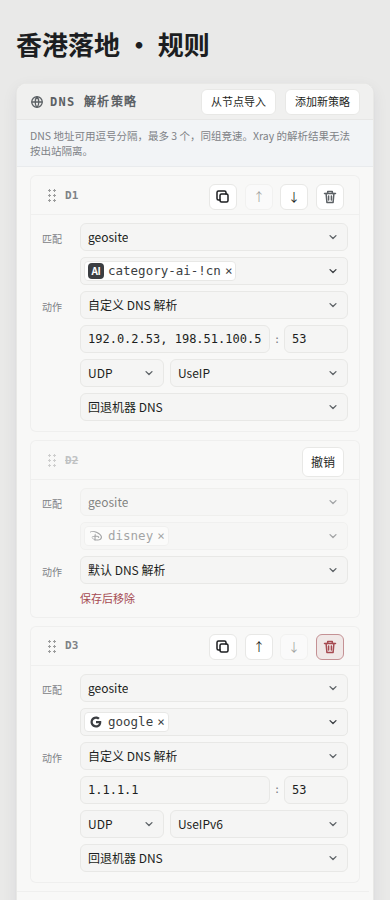 香港落地 · 规则
DNS 解析策略
从节点导入
添加新策略
DNS 地址可用逗号分隔，最多 3 个，同组竞速。Xray 的解析结果无法
按出站隔离。
D1
↑
↓
匹配
geosite
AI category-ai-!cn ×
动作
自定义 DNS 解析
192.0.2.53, 198.51.100.5 : 53
UDP
UseIP
回退机器 DNS
D2
撤销
匹配
geosite
disney ×
动作
默认 DNS 解析
保存后移除
D3
↑
↓
匹配
geosite
G google ×
动作
自定义 DNS 解析
1.1.1.1 : 53
UDP
UseIPv6
回退机器 DNS